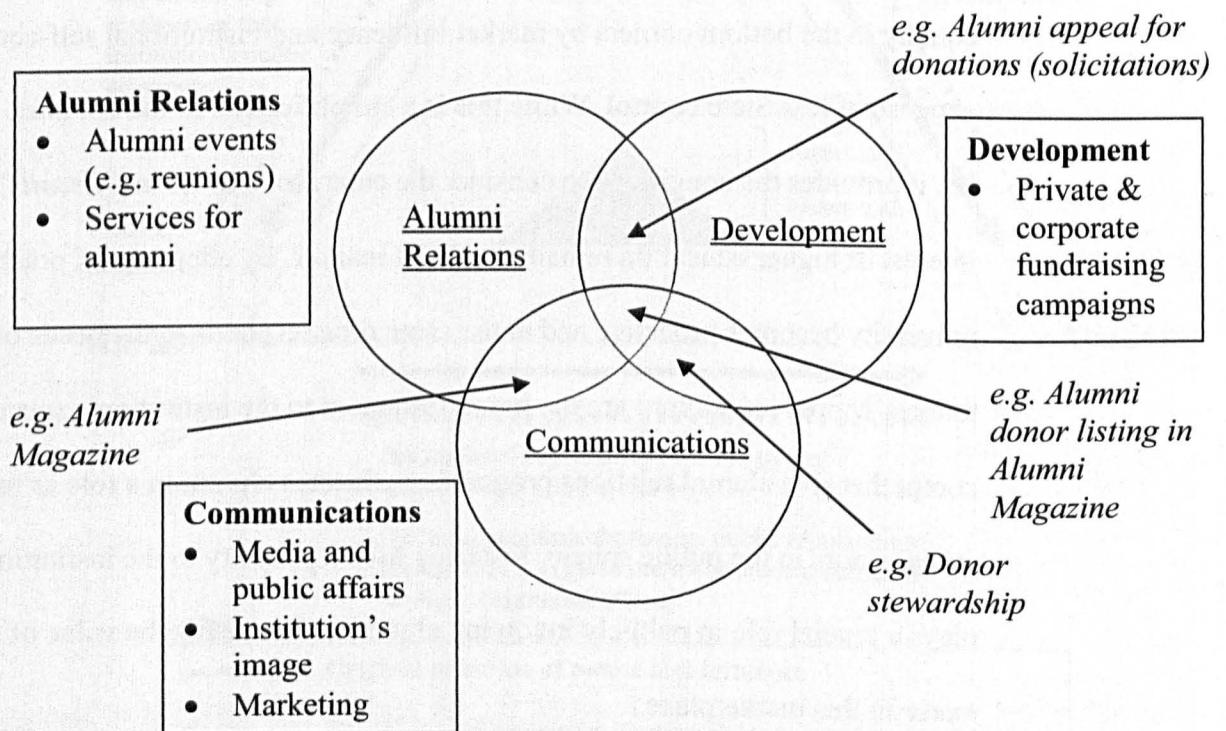 e.g. Alumni appeal for
donations (solicitations)
Alumni Relations
• Alumni events
(e.g. reunions)
• Services for
alumni
Alumni
Relations
Development
Development
• Private &
corporate
fundraising
campaigns
e.g. Alumni
Magazine
Communications
e.g. Alumni
donor listing in
Alumni
Magazine
Communications
• Media and
public affairs
• Institution's
image
• Marketing
e.g. Donor
stewardship